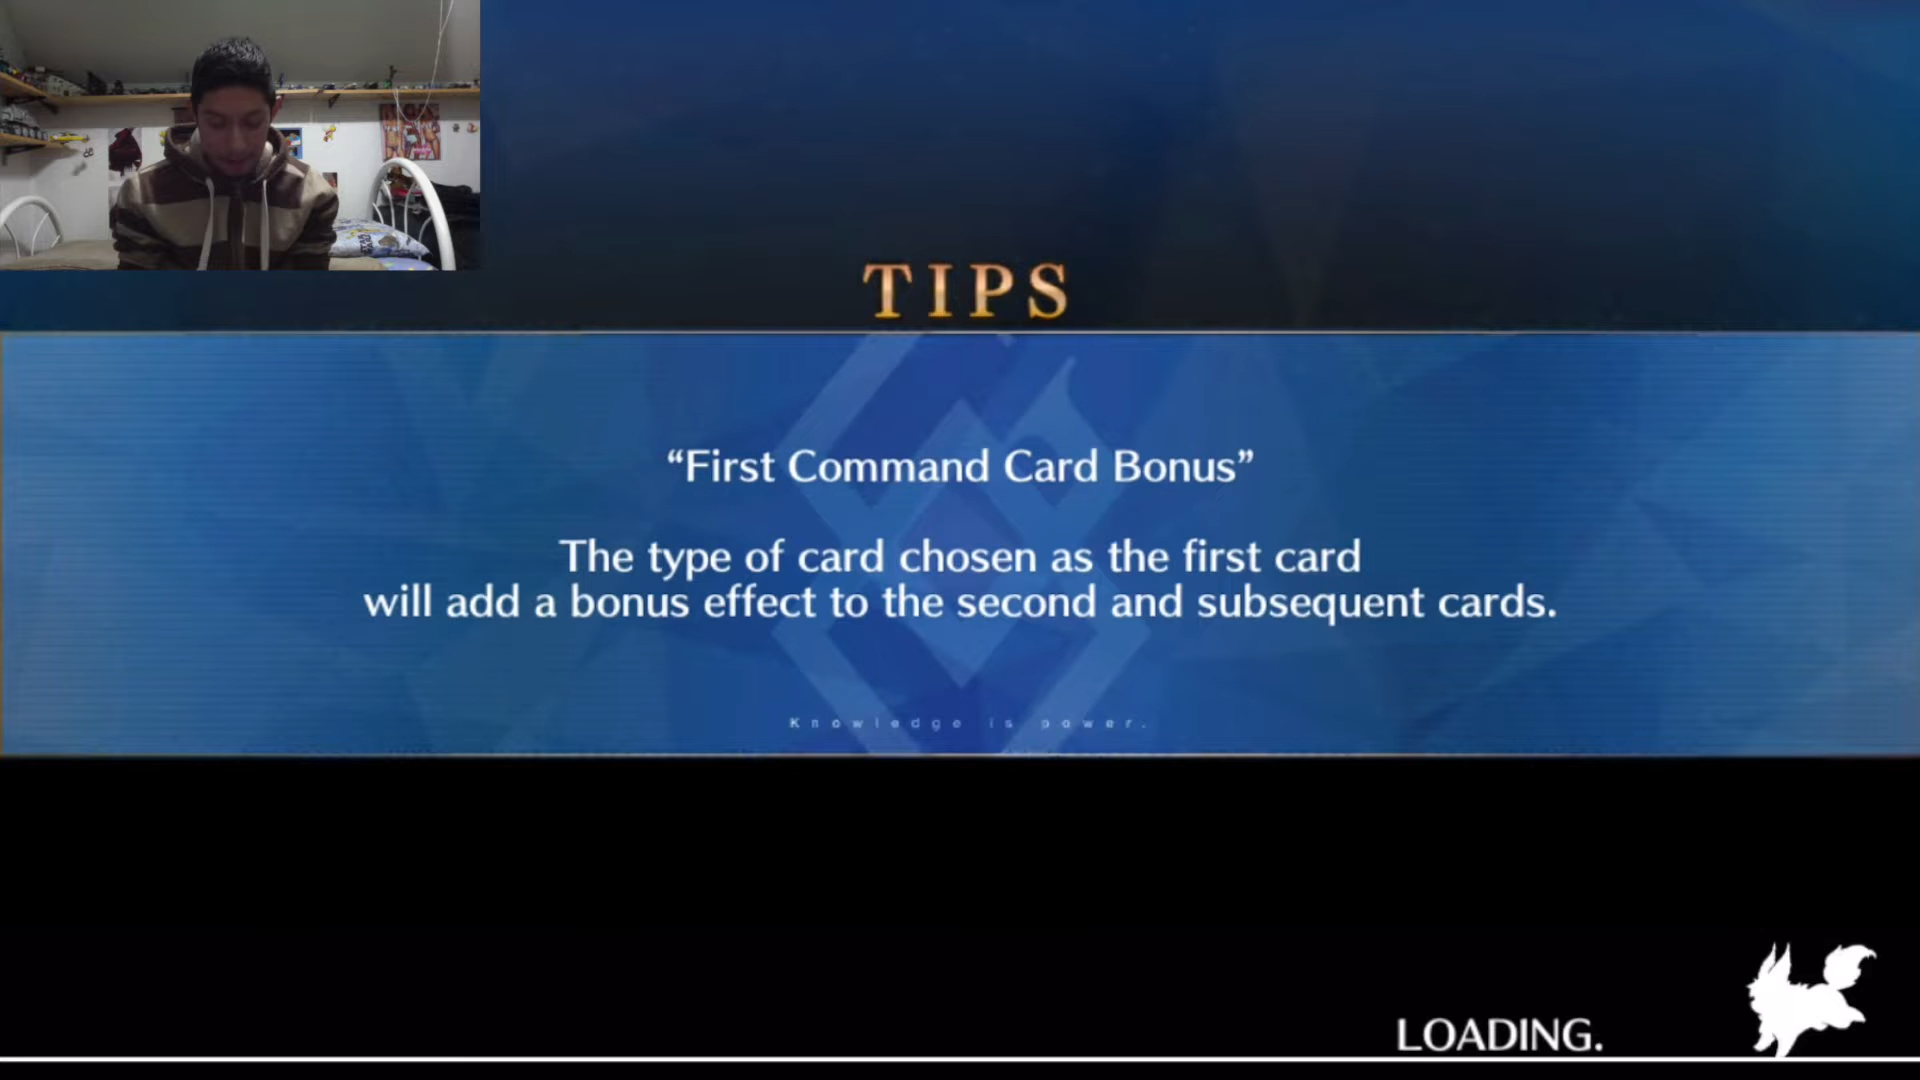 TIPS
“First Command Card Bonus”
The type of card chosen as the first card
will add a bonus effect to the second and subsequent cards.
Knowledge is power.
LOADING.